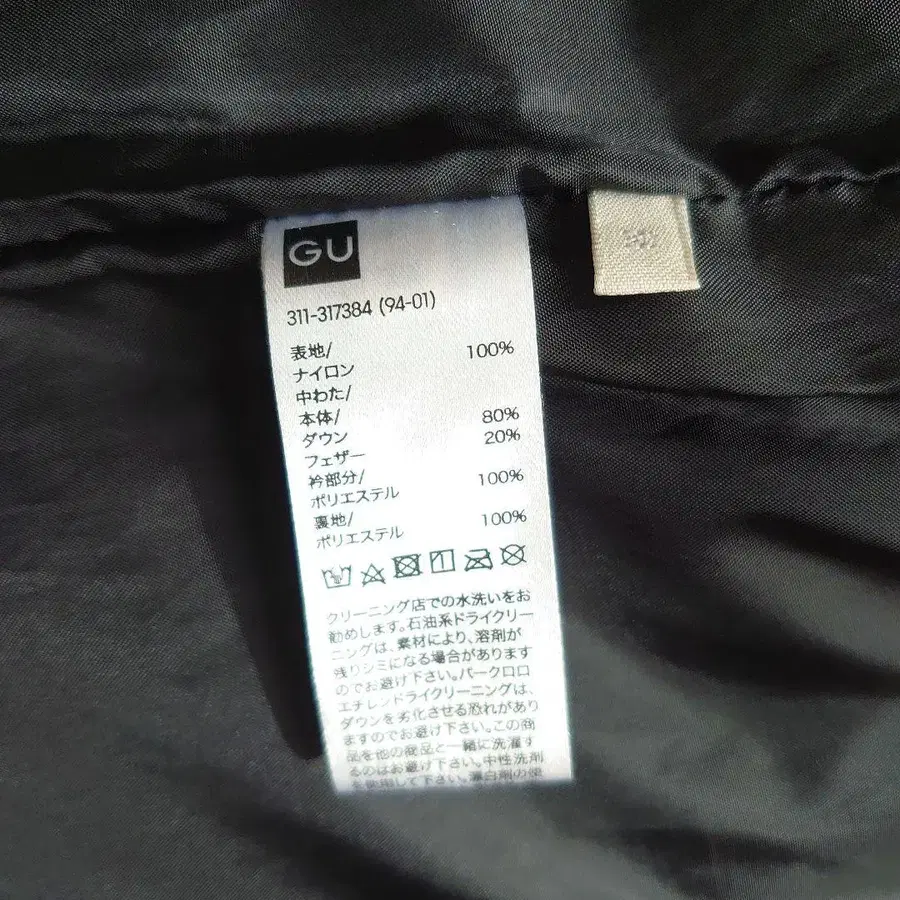 GU
311-317384 (94-01)
表地/
ナイロン 100%
中わた/
本体/
ダウン 80%
フェザー 20%
衿部分/
ポリエステル 100%
裏地/
ポリエステル 100%
クリーニング店での水洗いをお
勧めします。石油系ドライクリー
ニングは、素材により、溶剤が
残りシミになる場合があります
のでお避け下さい。パークロロ
エチレンドライクリーニングは、
ダウンを劣化させる恐れがあり
ますのでお避け下さい。この商
品を他の商品と一緒に洗濯す
るのはお避け下さい。中性洗剤
を使用して下さい。漂白剤の使